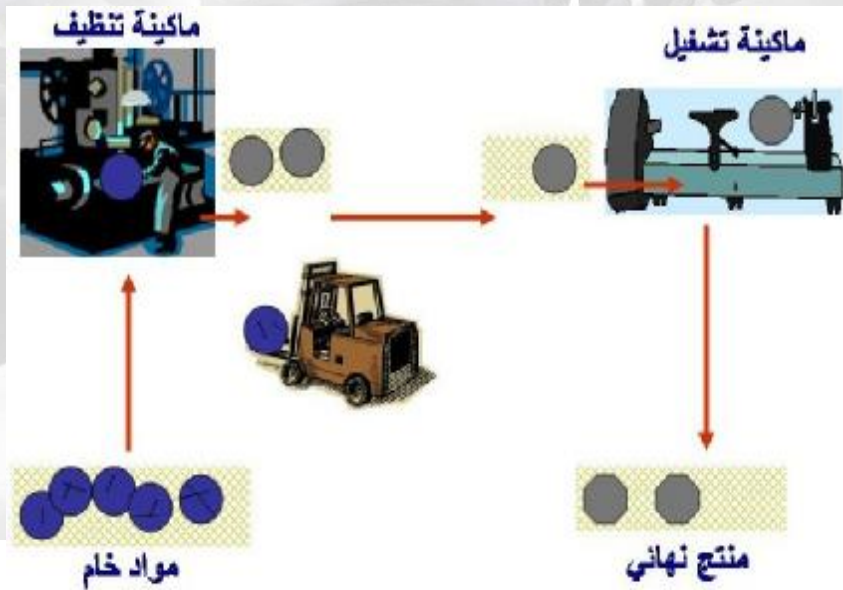 ماكينة تنظيف
ماكينة تشغيل
مواد خام
منتج نهائي